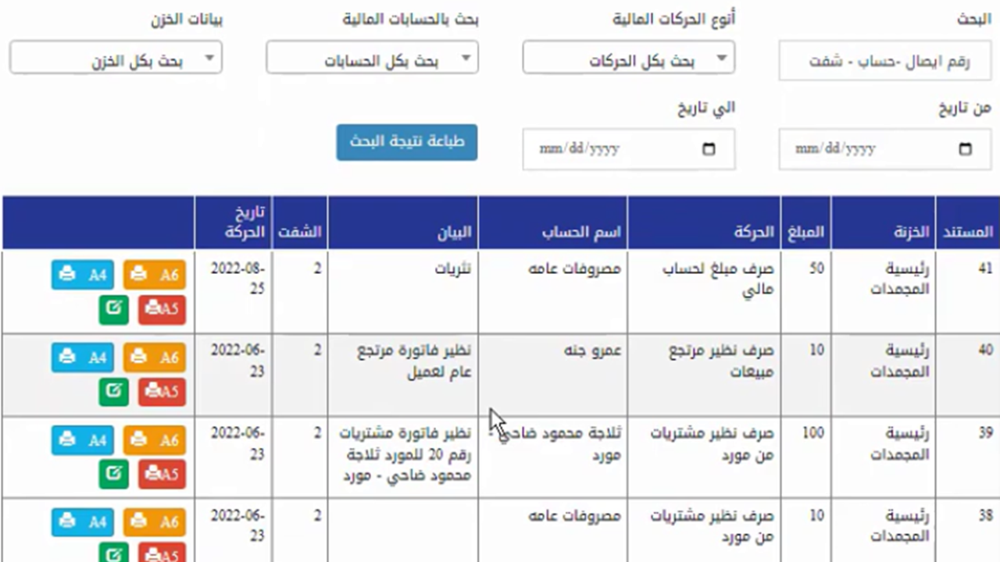 البحث
أنوع الحركات المالية
بحث بالحسابات المالية
بيانات الخزن
رقم ايصال -حساب - شفت
بحث بكل الحركات
بحث بكل الحسابات
بحث بكل الخزن
من تاريخ
الي تاريخ
mm/dd/yyyy
mm/dd/yyyy
طباعة نتيجة البحث
المستند
الخزنة
المبلغ
الحركة
اسم الحساب
البيان
الشفت
تاريخ
الحركة
41
رئيسية
المجمدات
50
صرف مبلغ لحساب
مالي
مصروفات عامه
نثريات
2
2022-08-
25
A6
A4
A5
40
رئيسية
المجمدات
10
صرف نظير مرتجع
مبيعات
عمرو جنه
نظير فاتورة مرتجع
عام لعميل
2
2022-06-
23
A6
A4
A5
39
رئيسية
المجمدات
100
صرف نظير مشتريات
من مورد
ثلاجة محمود ضاحي -
مورد
نظير فاتورة مشتريات
رقم 20 للمورد ثلاجة
محمود ضاحي - مورد
2
2022-06-
23
A6
A4
A5
38
رئيسية
المجمدات
10
صرف نظير مشتريات
من مورد
مصروفات عامه
2
2022-06-
23
A6
A4
A5